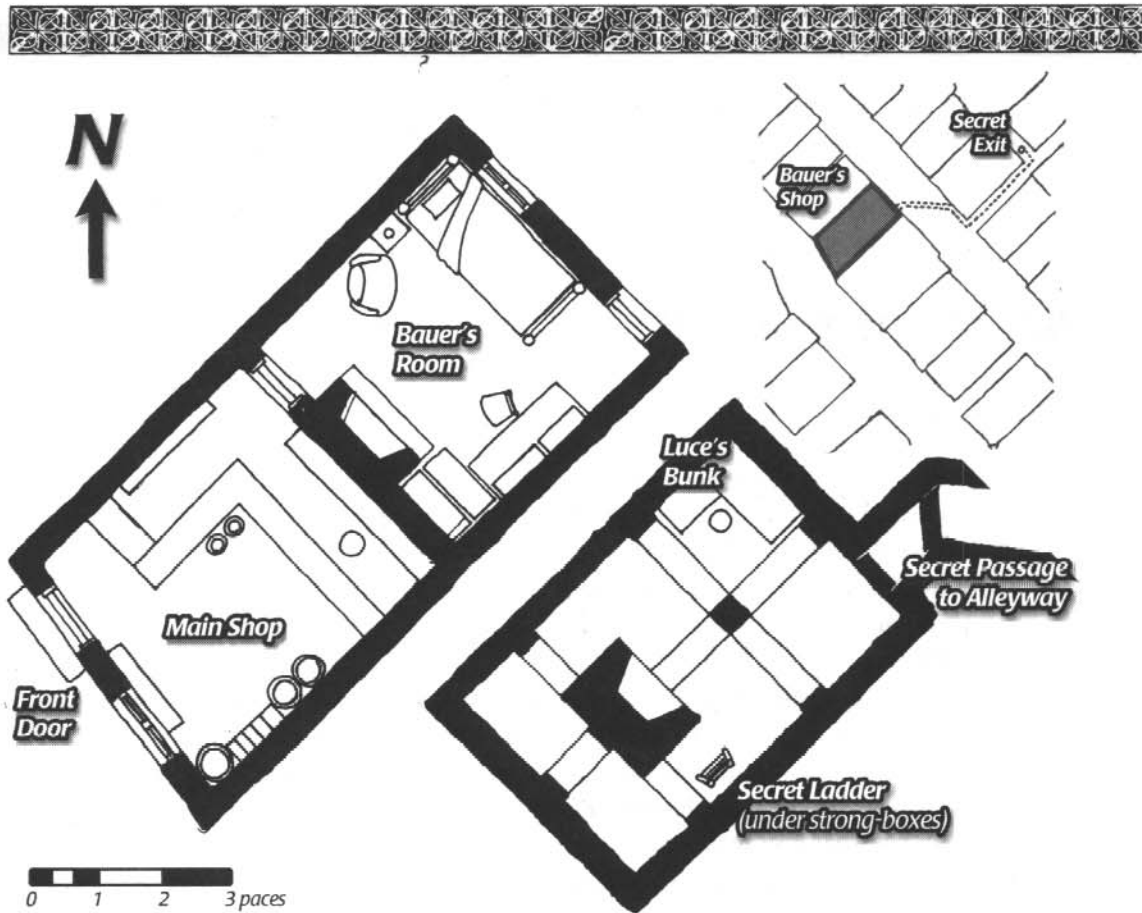 N
Secret
Exit
Bauer's
Shop
Bauer's
Room
Luce's
Bunk
Secret Passage
to Alleyway
Main Shop
Front
Door
Secret Ladder
(under strong-boxes)
0 1 2 3 paces